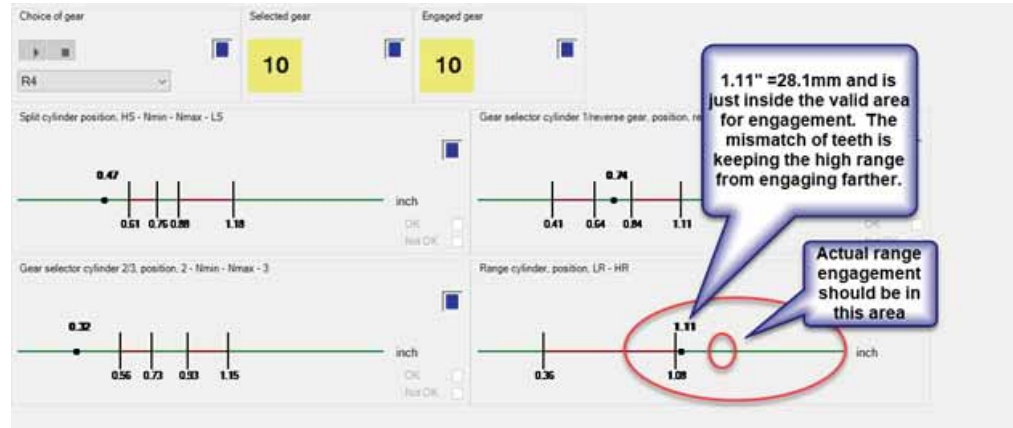 Choice of gear
Selected gear
Engaged gear
R4
10
10
1.11" =28.1mm and is
just inside the valid area
for engagement. The
mismatch of teeth is
keeping the high range
from engaging farther.
Split cylinder position, HS - Nmin - Nmax - LS
0.47
0.61 0.76 0.88 1.18
inch
OK
Not OK
Gear selector cylinder 1/reverse gear, position, re
0.74
0.41 0.64 0.84 1.11
OK
Gear selector cylinder 2/3, position, 2 - Nmin - Nmax - 3
0.32
0.56 0.73 0.93 1.15
inch
OK
Not OK
Range cylinder, position, LR - HR
1.11
0.36 1.08
inch
Actual range
engagement
should be in
this area